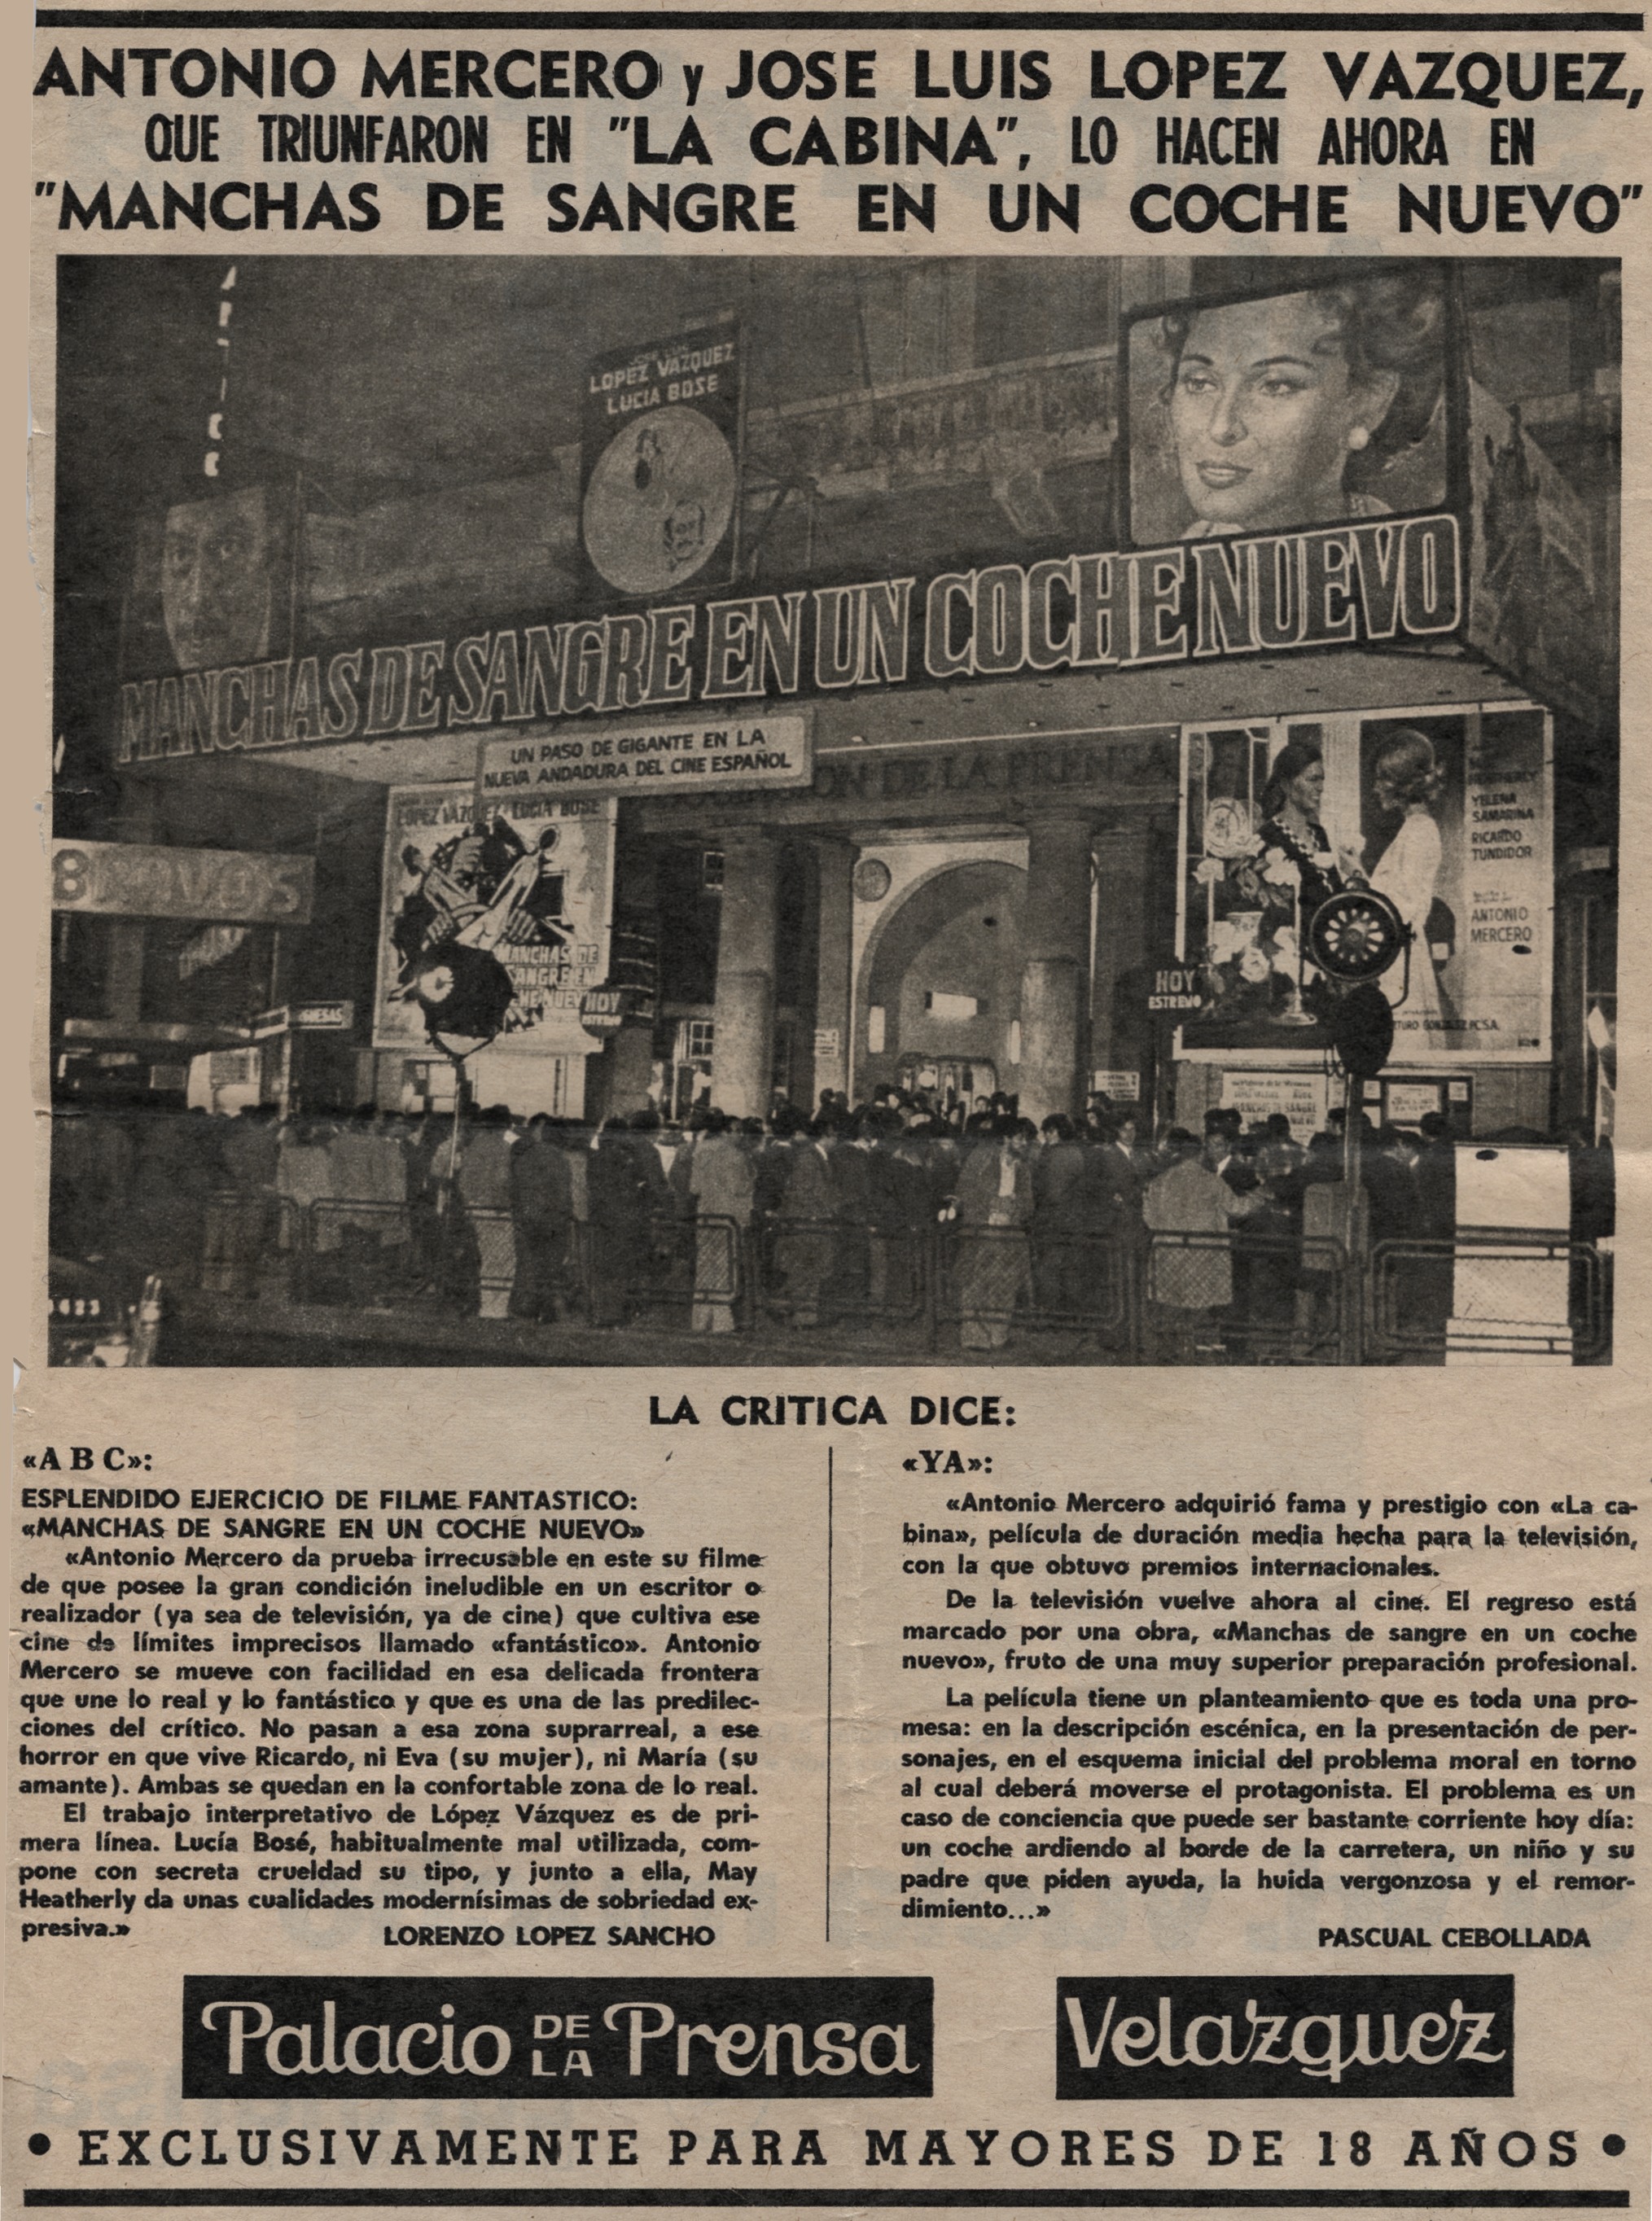 ANTONIO MERCERO y JOSE LUIS LOPEZ VAZQUEZ,
QUE TRIUNFARON EN "LA CABINA", LO HACEN AHORA EN
"MANCHAS DE SANGRE EN UN COCHE NUEVO"
LOPEZ VAZQUEZ
LUCIA BOSE
MANCHAS DE SANGRE EN UN COCHE NUEVO
UN PASO DE GIGANTE EN LA
NUEVA ANDADURA DEL CINE ESPAÑOL
DE LA PRENSA
LOPEZ VAZQUEZ LUCIA BOSE
MANCHAS DE
SANGRE EN
HOY
ESTRENO
BRAVOS
HOY
ESTRENO
YELENA
SAMARINA
RICARDO
TUNDIDOR
ANTONIO
MERCERO
MANCHAS DE SANGRE
LA CRITICA DICE:
«A B C»:
ESPLENDIDO EJERCICIO DE FILME FANTASTICO:
«MANCHAS DE SANGRE EN UN COCHE NUEVO»
«Antonio Mercero da prueba irrecusable en este su filme
de que posee la gran condición ineludible en un escritor o
realizador (ya sea de televisión, ya de cine) que cultiva ese
cine de límites imprecisos llamado «fantástico». Antonio
Mercero se mueve con facilidad en esa delicada frontera
que une lo real y lo fantástico y que es una de las predilec-
ciones del crítico. No pasan a esa zona suprarreal, a ese
horror en que vive Ricardo, ni Eva (su mujer), ni María (su
amante). Ambas se quedan en la confortable zona de lo real.
El trabajo interpretativo de López Vázquez es de pri-
mera línea. Lucía Bosé, habitualmente mal utilizada, com-
pone con secreta crueldad su tipo, y junto a ella, May
Heatherly da unas cualidades modernísimas de sobriedad ex-
presiva.»
LORENZO LOPEZ SANCHO
«YA»:
«Antonio Mercero adquirió fama y prestigio con «La ca-
bina», película de duración media hecha para la televisión,
con la que obtuvo premios internacionales.
De la televisión vuelve ahora al cine. El regreso está
marcado por una obra, «Manchas de sangre en un coche
nuevo», fruto de una muy superior preparación profesional.
La película tiene un planteamiento que es toda una pro-
mesa: en la descripción escénica, en la presentación de per-
sonajes, en el esquema inicial del problema moral en torno
al cual deberá moverse el protagonista. El problema es un
caso de conciencia que puede ser bastante corriente hoy día:
un coche ardiendo al borde de la carretera, un niño y su
padre que piden ayuda, la huida vergonzosa y el remor-
dimiento...»
PASCUAL CEBOLLADA
Palacio DE LA Prensa
Velazquez
• EXCLUSIVAMENTE PARA MAYORES DE 18 AÑOS •